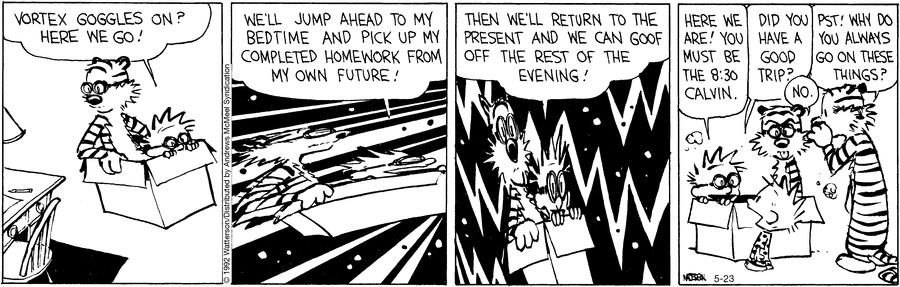 VORTEX GOGGLES ON?
HERE WE GO!
WE'LL JUMP AHEAD TO MY
BEDTIME AND PICK UP MY
COMPLETED HOMEWORK FROM
MY OWN FUTURE!
© 1992 Watterson/Distributed by Andrews McMeel Syndication
THEN WE'LL RETURN TO THE
PRESENT AND WE CAN GOOF
OFF THE REST OF THE
EVENING!
HERE WE
ARE! YOU
MUST BE
THE 8:30
CALVIN.
DID YOU
HAVE A
GOOD
TRIP?
NO.
PST! WHY DO
YOU ALWAYS
GO ON THESE
THINGS?
WATTERSON 5-23